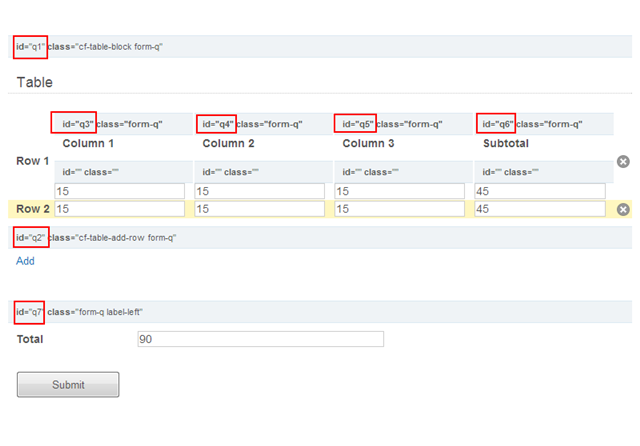 id="q1" class="cf-table-block form-q"
Table
id="q3" class="form-q" id="q4" class="form-q" id="q5" class="form-q" id="q6" class="form-q"
Column 1 Column 2 Column 3 Subtotal
Row 1
id="" class="" id="" class="" id="" class="" id="" class=""
15 15 15 45
Row 2 15 15 15 45
id="q2" class="cf-table-add-row form-q"
Add
id="q7" class="form-q label-left"
Total 90
Submit